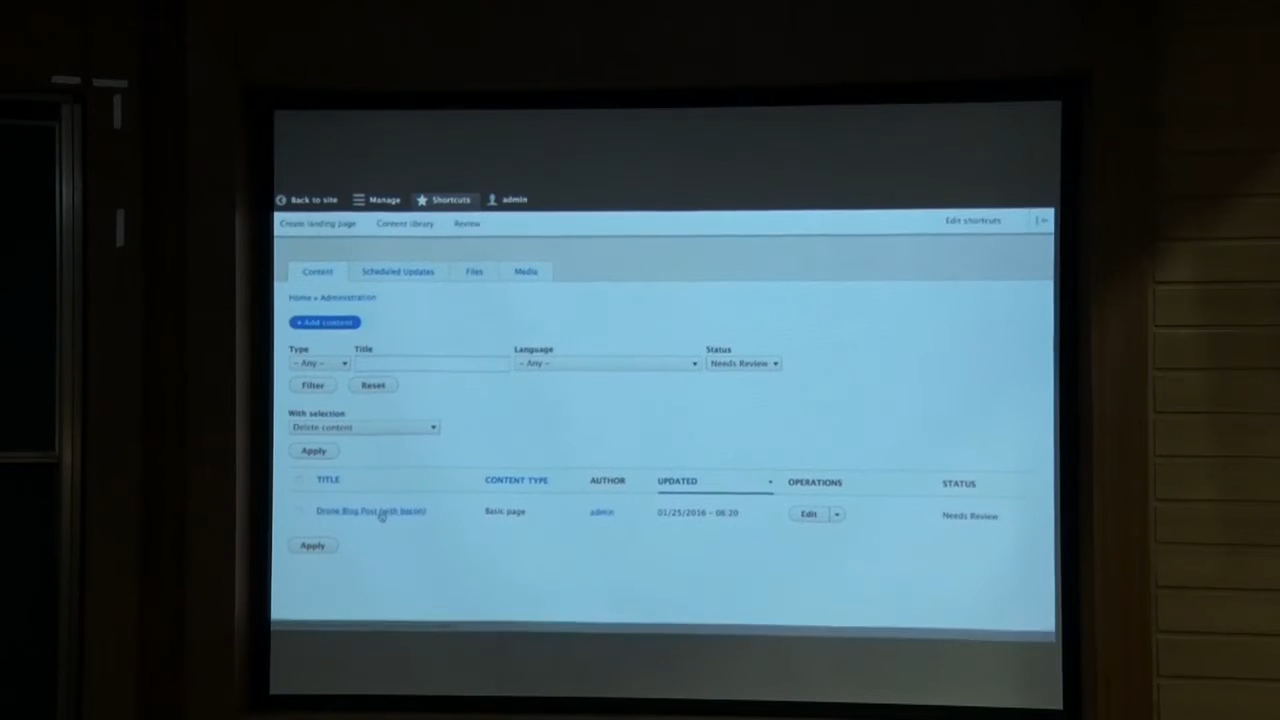 Back to site Manage Shortcuts admin
Create landing page Content library Review Edit shortcuts
Content Scheduled Updates Files Media
Home » Administration
+ Add content
Type Title Language Status
- Any - - Any - Needs Review
Filter Reset
With selection
Delete content
Apply
TITLE CONTENT TYPE AUTHOR UPDATED OPERATIONS STATUS
Drone Blog Post (with bacon) Basic page admin 01/25/2016 - 06:20 Edit Needs Review
Apply